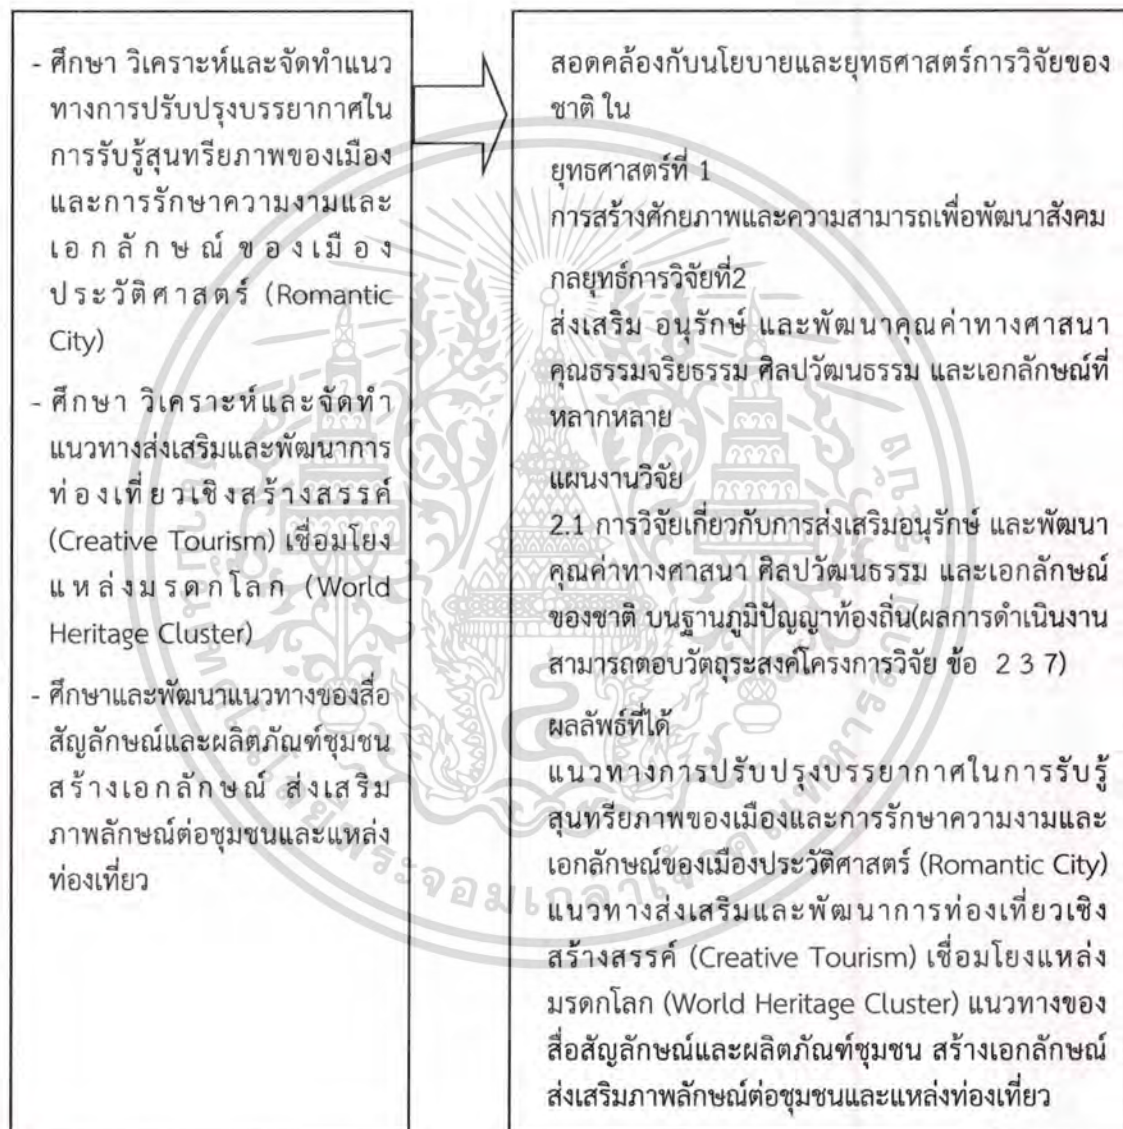 - ศึกษา วิเคราะห์และจัดทำแนว
ทางการปรับปรุงบรรยากาศใน
การรับรู้สุนทรียภาพของเมือง
และการรักษาความงามและ
เอกลักษณ์ของเมือง
ประวัติศาสตร์ (Romantic
City)
- ศึกษา วิเคราะห์และจัดทำ
แนวทางส่งเสริมและพัฒนาการ
ท่องเที่ยวเชิงสร้างสรรค์
(Creative Tourism) เชื่อมโยง
แหล่งมรดกโลก (World
Heritage Cluster)
- ศึกษาและพัฒนาแนวทางของสื่อ
สัญลักษณ์และผลิตภัณฑ์ชุมชน
สร้างเอกลักษณ์ ส่งเสริม
ภาพลักษณ์ต่อชุมชนและแหล่ง
ท่องเที่ยว
สอดคล้องกับนโยบายและยุทธศาสตร์การวิจัยของ
ชาติ ใน
ยุทธศาสตร์ที่ 1
การสร้างศักยภาพและความสามารถเพื่อพัฒนาสังคม
กลยุทธ์การวิจัยที่2
ส่งเสริม อนุรักษ์ และพัฒนาคุณค่าทางศาสนา
คุณธรรมจริยธรรม ศิลปวัฒนธรรม และเอกลักษณ์ที่
หลากหลาย
แผนงานวิจัย
2.1 การวิจัยเกี่ยวกับการส่งเสริมอนุรักษ์ และพัฒนา
คุณค่าทางศาสนา ศิลปวัฒนธรรม และเอกลักษณ์
ของชาติ บนฐานภูมิปัญญาท้องถิ่น(ผลการดำเนินงาน
สามารถตอบวัตถุระสงค์โครงการวิจัย ข้อ 2 3 7)
ผลลัพธ์ที่ได้
แนวทางการปรับปรุงบรรยากาศในการรับรู้
สุนทรียภาพของเมืองและการรักษาความงามและ
เอกลักษณ์ของเมืองประวัติศาสตร์ (Romantic City)
แนวทางส่งเสริมและพัฒนาการท่องเที่ยวเชิง
สร้างสรรค์ (Creative Tourism) เชื่อมโยงแหล่ง
มรดกโลก (World Heritage Cluster) แนวทางของ
สื่อสัญลักษณ์และผลิตภัณฑ์ชุมชน สร้างเอกลักษณ์
ส่งเสริมภาพลักษณ์ต่อชุมชนและแหล่งท่องเที่ยว